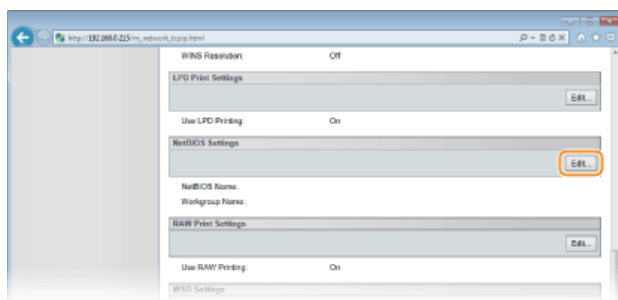 http://192.168.0.215/m_network_tcpip.html
WINS Resolution: Off
LPD Print Settings
Edit...
Use LPD Printing: On
NetBIOS Settings
Edit...
NetBIOS Name:
Workgroup Name:
RAW Print Settings
Edit...
Use RAW Printing: On
WSD Settings